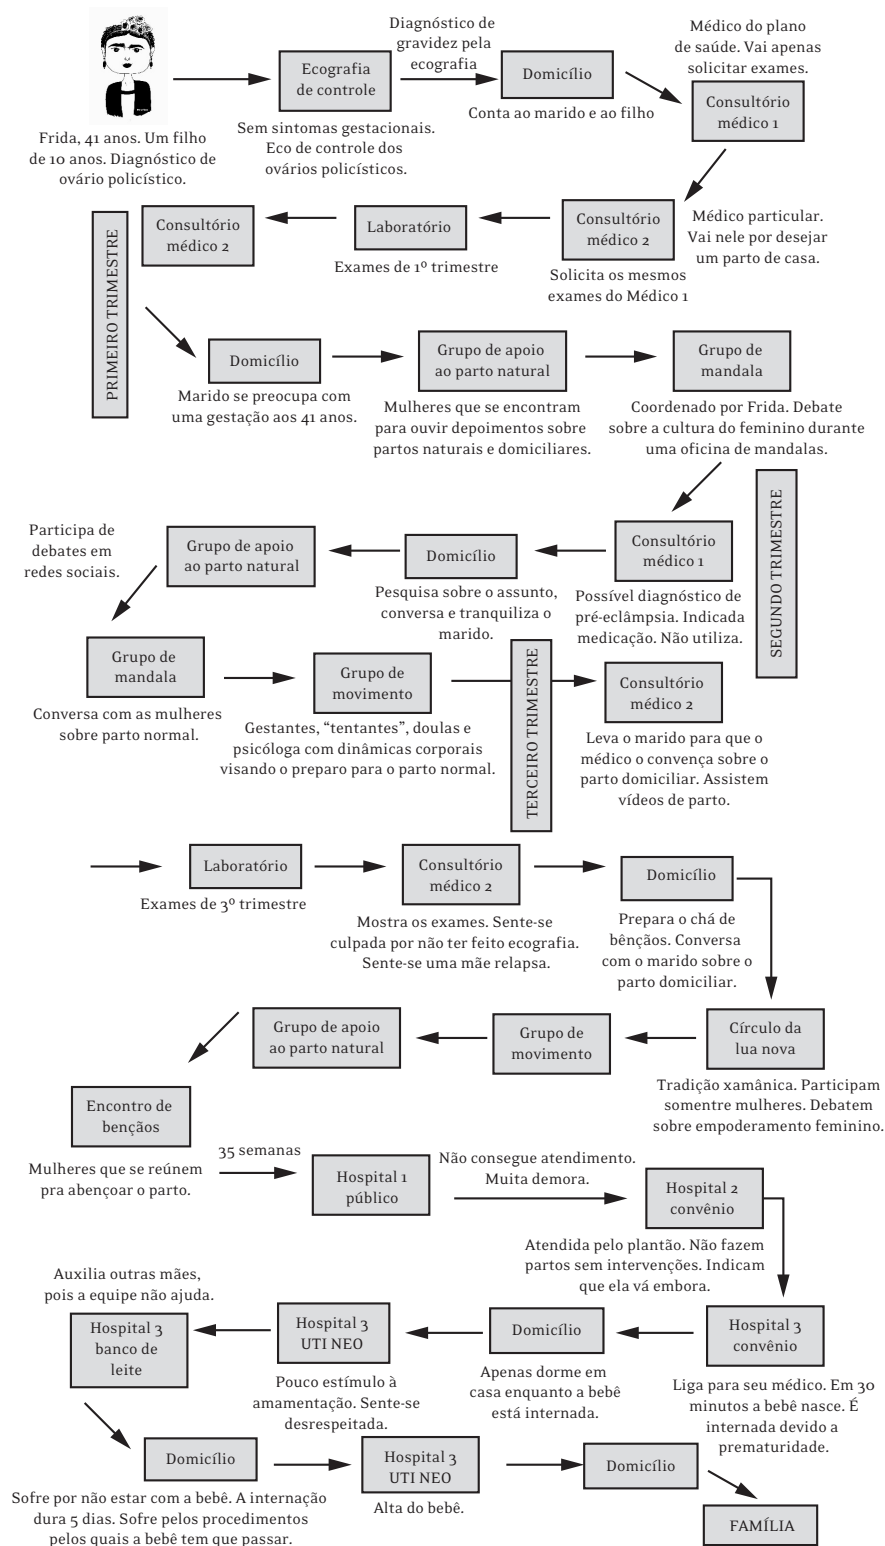 Frida, 41 anos. Um filho
de 10 anos. Diagnóstico de
ovário policístico.
Ecografia
de controle
Sem sintomas gestacionais.
Eco de controle dos
ovários policísticos.
Diagnóstico de
gravidez pela
ecografia
Domicílio
Conta ao marido e ao filho
Médico do plano
de saúde. Vai apenas
solicitar exames.
Consultório
médico 1
Médico particular.
Vai nele por desejar
um parto de casa.
Consultório
médico 2
Solicita os mesmos
exames do Médico 1
Laboratório
Exames de 1º trimestre
Consultório
médico 2
PRIMEIRO TRIMESTRE
Domicílio
Marido se preocupa com
uma gestação aos 41 anos.
Grupo de apoio
ao parto natural
Mulheres que se encontram
para ouvir depoimentos sobre
partos naturais e domiciliares.
Grupo de
mandala
Coordenado por Frida. Debate
sobre a cultura do feminino durante
uma oficina de mandalas.
SEGUNDO TRIMESTRE
Consultório
médico 1
Possível diagnóstico de
pré-eclâmpsia. Indicada
medicação. Não utiliza.
Domicílio
Pesquisa sobre o assunto,
conversa e tranquiliza o
marido.
Grupo de apoio
ao parto natural
Participa de
debates em
redes sociais.
Grupo de
mandala
Conversa com as mulheres
sobre parto normal.
Grupo de
movimento
Gestantes, “tentantes”, doulas e
psicóloga com dinâmicas corporais
visando o preparo para o parto normal.
TERCEIRO TRIMESTRE
Consultório
médico 2
Leva o marido para que o
médico o convença sobre o
parto domiciliar. Assistem
vídeos de parto.
Laboratório
Exames de 3º trimestre
Consultório
médico 2
Mostra os exames. Sente-se
culpada por não ter feito ecografia.
Sente-se uma mãe relapsa.
Domicílio
Prepara o chá de
bênçãos. Conversa
com o marido sobre o
parto domiciliar.
Círculo da
lua nova
Tradição xamânica. Participam
somentre mulheres. Debatem
sobre empoderamento feminino.
Grupo de
movimento
Grupo de apoio
ao parto natural
Encontro de
bençãos
Mulheres que se reúnem
pra abençoar o parto.
35 semanas
Hospital 1
público
Não consegue atendimento.
Muita demora.
Hospital 2
convênio
Atendida pelo plantão. Não fazem
partos sem intervenções. Indicam
que ela vá embora.
Hospital 3
convênio
Liga para seu médico. Em 30
minutos a bebê nasce. É
internada devido a
prematuridade.
Domicílio
Apenas dorme em
casa enquanto a bebê
está internada.
Hospital 3
UTI NEO
Pouco estímulo à
amamentação. Sente-se
desrespeitada.
Auxilia outras mães,
pois a equipe não ajuda.
Hospital 3
banco de
leite
Domicílio
Sofre por não estar com a bebê. A internação
dura 5 dias. Sofre pelos procedimentos
pelos quais a bebê tem que passar.
Hospital 3
UTI NEO
Alta do bebê.
Domicílio
FAMÍLIA